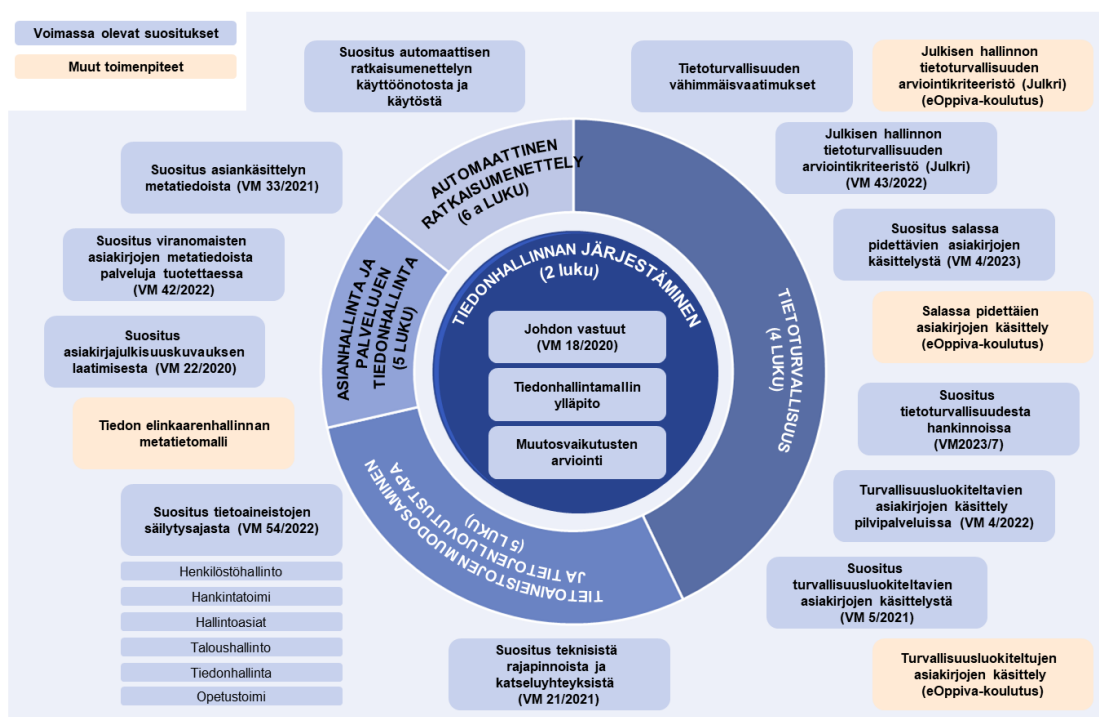 Voimassa olevat suositukset
Muut toimenpiteet
Suositus automaattisen
ratkaisumenettelyn
käyttöönotosta ja
käytöstä
Tietoturvallisuuden
vähimmäisvaatimukset
Julkisen hallinnon
tietoturvallisuuden
arviointikriteeristö (Julkri)
(eOppiva-koulutus)
Julkisen hallinnon
tietoturvallisuuden
arviointikriteeristö (Julkri)
(VM 43/2022)
Suositus asiankäsittelyn
metatiedoista (VM 33/2021)
Suositus viranomaisten
asiakirjojen metatiedoista
palveluja tuotettaessa
(VM 42/2022)
Suositus
asiakirjajulkisuuskuvauksen
laatimisesta (VM 22/2020)
Tiedon elinkaarenhallinnan
metatietomalli
Suositus tietoaineistojen
säilytysajasta (VM 54/2022)
Henkilöstöhallinto
Hankintatoimi
Hallintoasiat
Taloushallinto
Tiedonhallinta
Opetustoimi
AUTOMAATTINEN
RATKAISUMENETTELY
(6 a LUKU)
ASIANHALLINTA JA
PALVELUJEN
TIEDONHALLINTA
(5 LUKU)
TIEDONHALLINNAN JÄRJESTÄMINEN
(2 luku)
Johdon vastuut
(VM 18/2020)
Tiedonhallintamallin
ylläpito
Muutosvaikutusten
arviointi
TIETOTURVALLISUUS
(4 LUKU)
TIETOAINEISTOJEN MUODOSAMINEN
JA TIETOJEN LUOVUTUSTAPA
(5 LUKU)
Suositus salassa
pidettävien asiakirjojen
käsittelystä (VM 4/2023)
Salassa pidettäien
asiakirjojen käsittely
(eOppiva-koulutus)
Suositus
tietoturvallisuudesta
hankinnoissa
(VM2023/7)
Turvallisuusluokiteltavien
asiakirjojen käsittely
pilvipalveluissa (VM 4/2022)
Suositus
turvallisuusluokiteltavien
asiakirjojen käsittelystä
(VM 5/2021)
Turvallisuusluokiteltujen
asiakirjojen käsittely
(eOppiva-koulutus)
Suositus teknisistä
rajapinnoista ja
katseluyhteyksistä
(VM 21/2021)